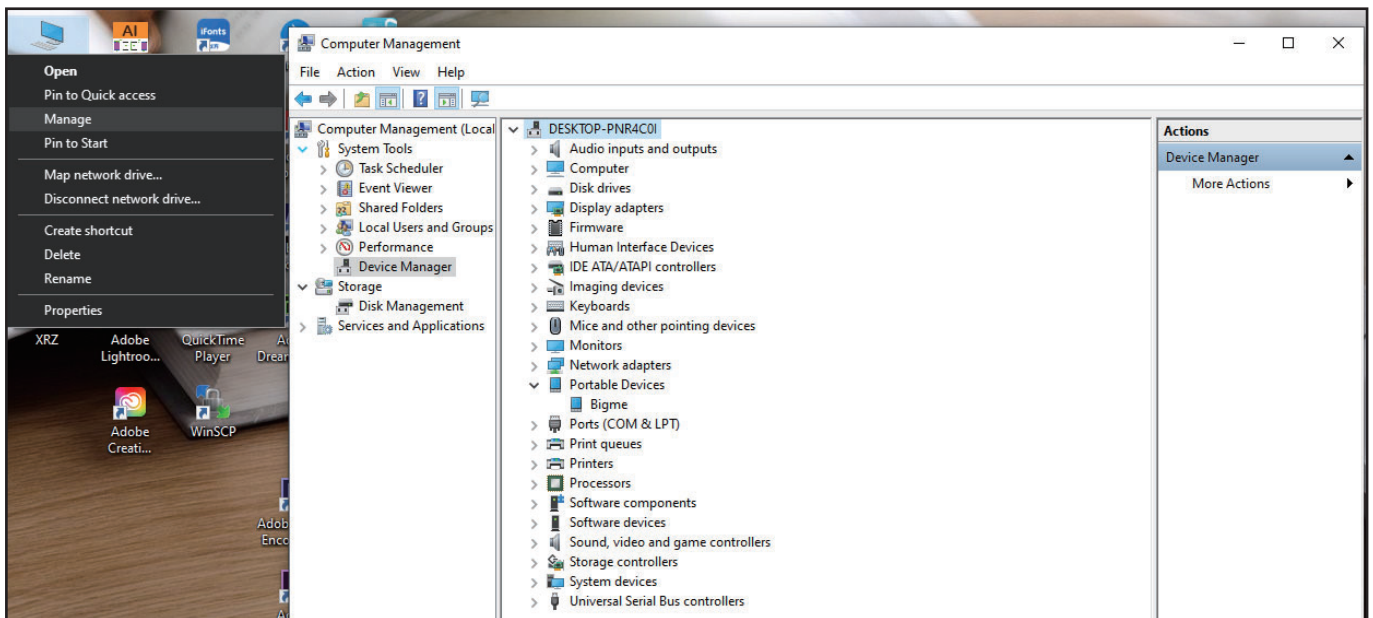 AI
iFonts
Open
Pin to Quick access
Manage
Pin to Start
Map network drive...
Disconnect network drive...
Create shortcut
Delete
Rename
Properties
XRZ
Adobe
Lightroo...
QuickTime
Player
Adobe
Creati...
WinSCP
Computer Management
File Action View Help
Computer Management (Local
System Tools
Task Scheduler
Event Viewer
Shared Folders
Local Users and Groups
Performance
Device Manager
Storage
Disk Management
Services and Applications
DESKTOP-PNR4C0I
Audio inputs and outputs
Computer
Disk drives
Display adapters
Firmware
Human Interface Devices
IDE ATA/ATAPI controllers
Imaging devices
Keyboards
Mice and other pointing devices
Monitors
Network adapters
Portable Devices
Bigme
Ports (COM & LPT)
Print queues
Printers
Processors
Software components
Software devices
Sound, video and game controllers
Storage controllers
System devices
Universal Serial Bus controllers
Actions
Device Manager
More Actions